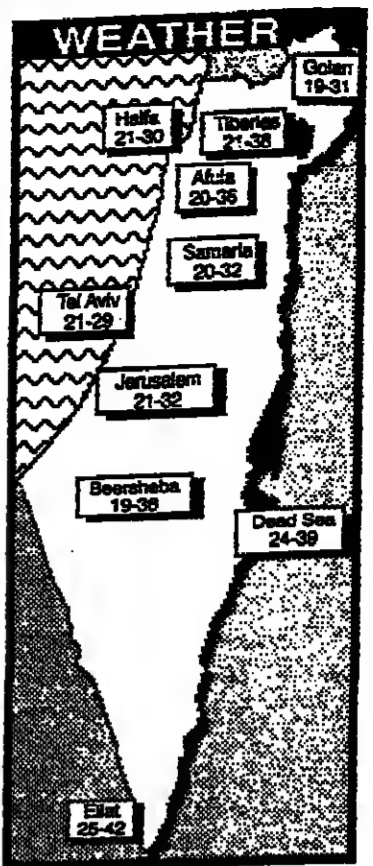 WEATHER
Golan
19-31
Haifa
21-30
Tiberias
21-38
Afula
20-35
Samaria
20-32
Tel Aviv
21-29
Jerusalem
21-32
Beersheba
19-36
Dead Sea
24-39
Eilat
25-42